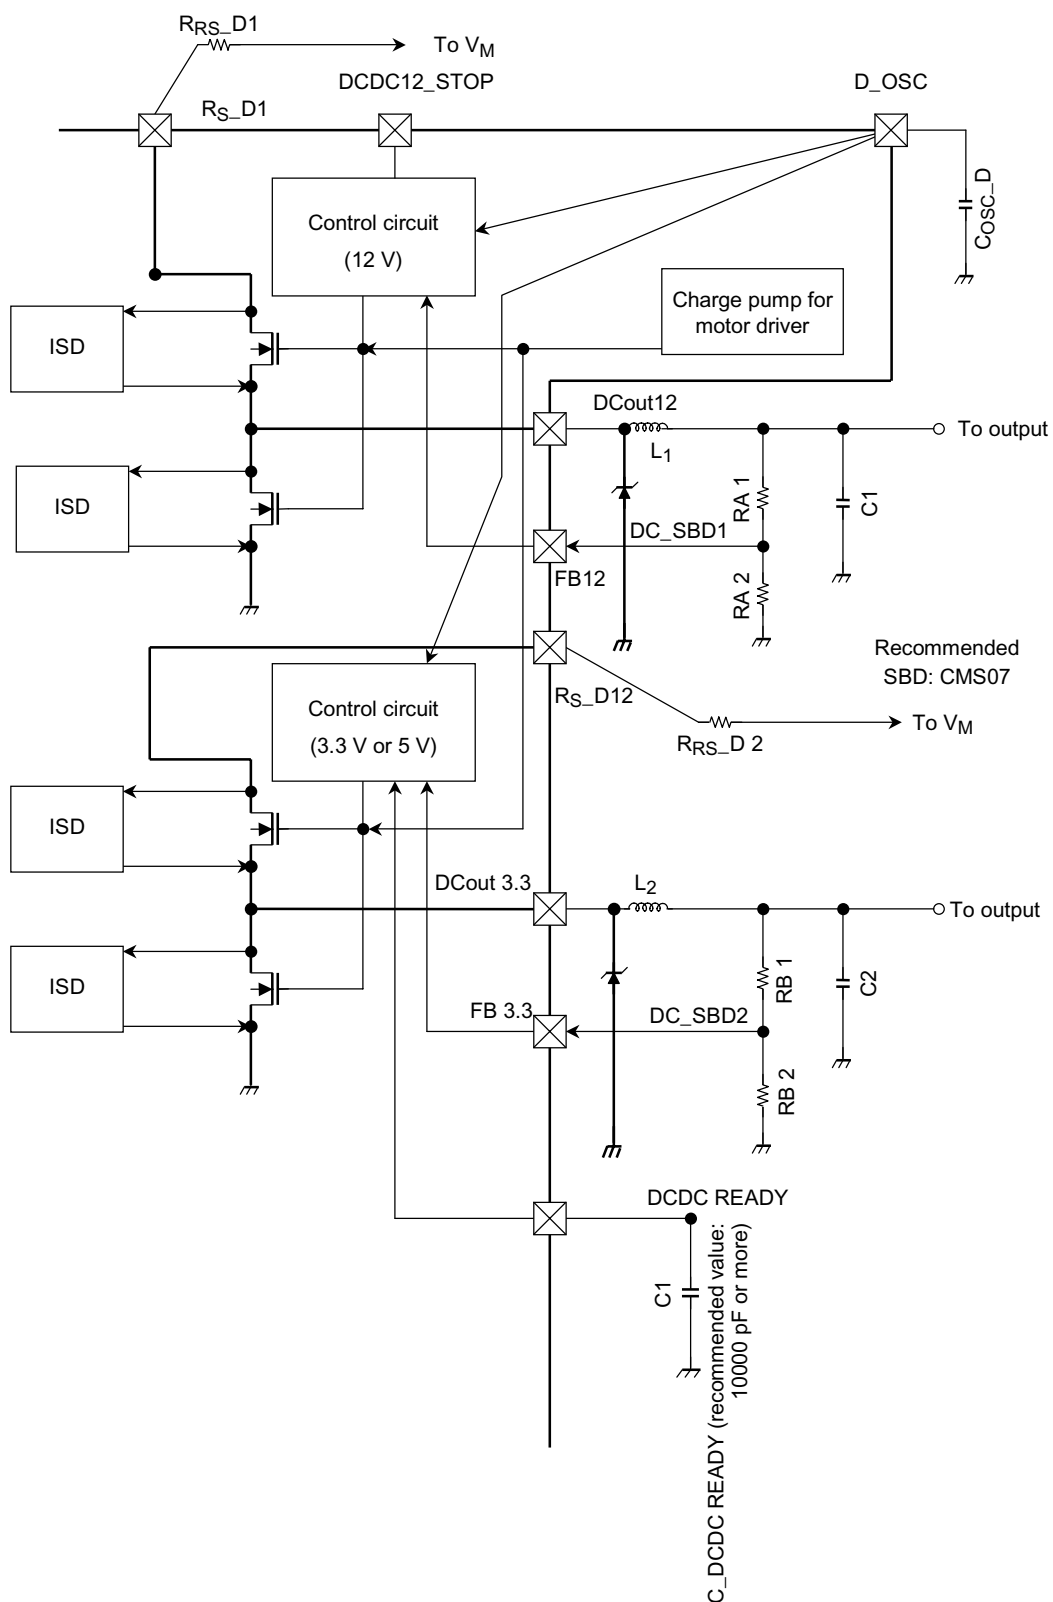 RRS_D1
To VM
DCDC12_STOP
D_OSC
RS_D1
COSC_D
Control circuit
(12 V)
Charge pump for
motor driver
ISD
DCout12
L1
To output
ISD
RA 1
C1
DC_SBD1
FB12
RA 2
Recommended
SBD: CMS07
RS_D12
To VM
RRS_D 2
Control circuit
(3.3 V or 5 V)
ISD
DCout 3.3
L2
To output
ISD
RB 1
C2
FB 3.3
DC_SBD2
RB 2
DCDC READY
C1
C_DCDC READY (recommended value:
10000 pF or more)